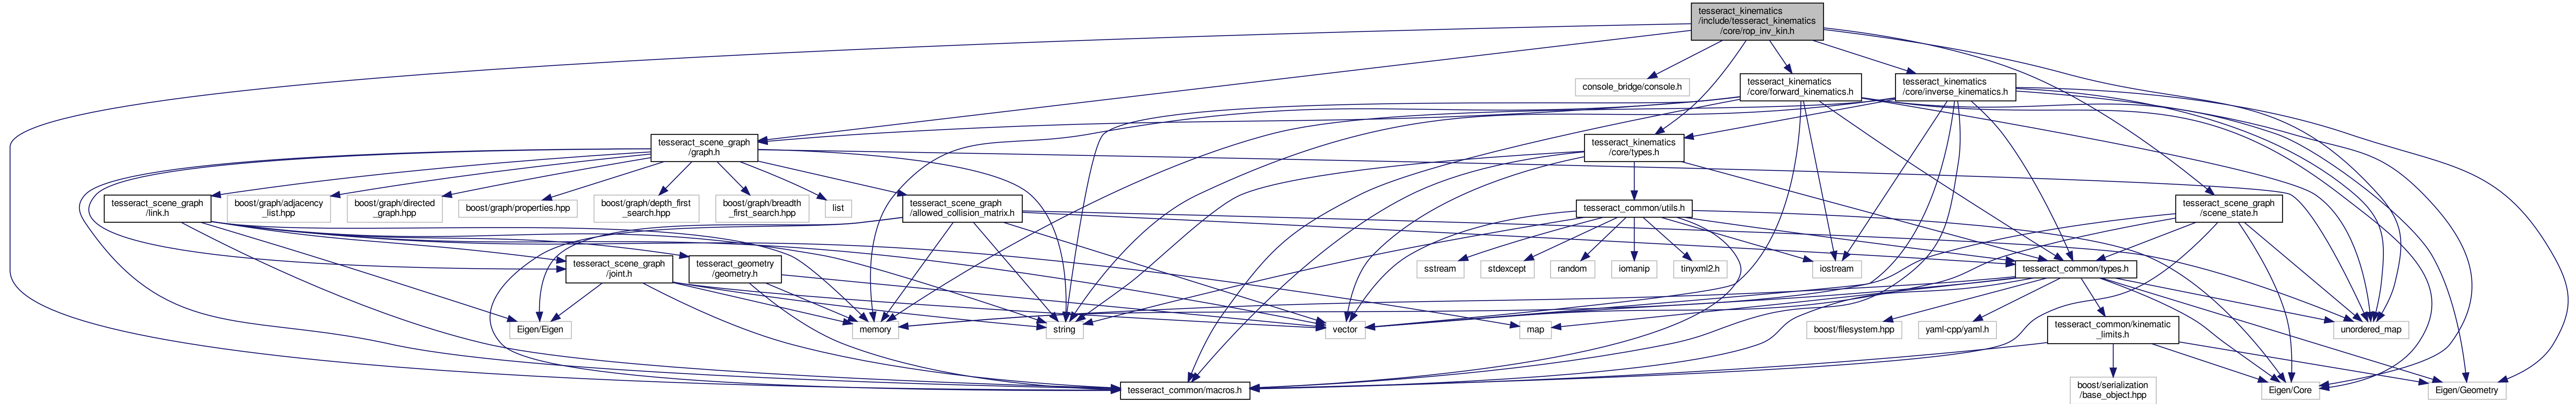 tesseract_kinematics
/include/tesseract_kinematics
/core/rop_inv_kin.h
console_bridge/console.h
tesseract_kinematics
/core/forward_kinematics.h
tesseract_kinematics
/core/inverse_kinematics.h
tesseract_scene_graph
/graph.h
tesseract_kinematics
/core/types.h
tesseract_scene_graph
/link.h
boost/graph/adjacency
_list.hpp
boost/graph/directed
_graph.hpp
boost/graph/properties.hpp
boost/graph/depth_first
_search.hpp
boost/graph/breadth
_first_search.hpp
list
tesseract_scene_graph
/allowed_collision_matrix.h
tesseract_common/utils.h
tesseract_scene_graph
/scene_state.h
tesseract_scene_graph
/joint.h
tesseract_geometry
/geometry.h
sstream
stdexcept
random
iomanip
tinyxml2.h
iostream
tesseract_common/types.h
Eigen/Eigen
memory
string
vector
map
boost/filesystem.hpp
yaml-cpp/yaml.h
tesseract_common/kinematic
_limits.h
unordered_map
tesseract_common/macros.h
boost/serialization
/base_object.hpp
Eigen/Core
Eigen/Geometry